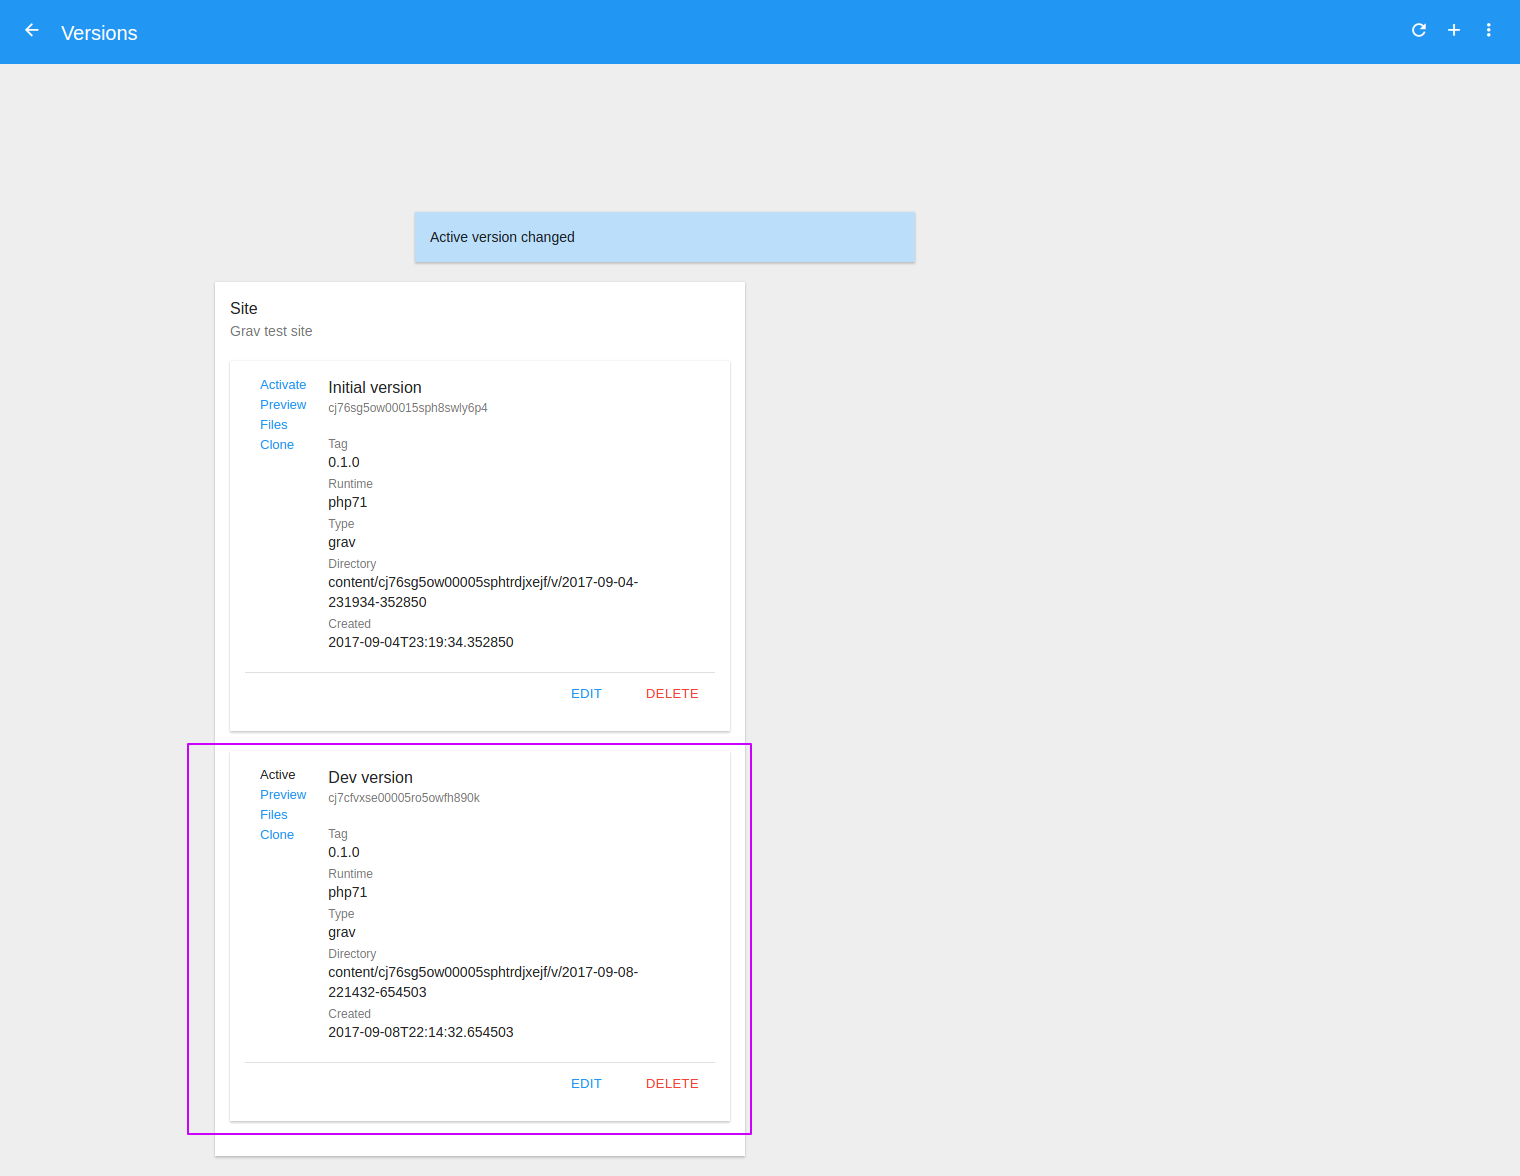 Versions
Active version changed
Site
Grav test site
Activate
Preview
Files
Clone
Initial version
cj76sg5ow00015sph8swly6p4
Tag
0.1.0
Runtime
php71
Type
grav
Directory
content/cj76sg5ow00005sphtrdjxejf/v/2017-09-04-
231934-352850
Created
2017-09-04T23:19:34.352850
EDIT DELETE
Active
Preview
Files
Clone
Dev version
cj7cfvxse00005ro5owfh890k
Tag
0.1.0
Runtime
php71
Type
grav
Directory
content/cj76sg5ow00005sphtrdjxejf/v/2017-09-08-
221432-654503
Created
2017-09-08T22:14:32.654503
EDIT DELETE